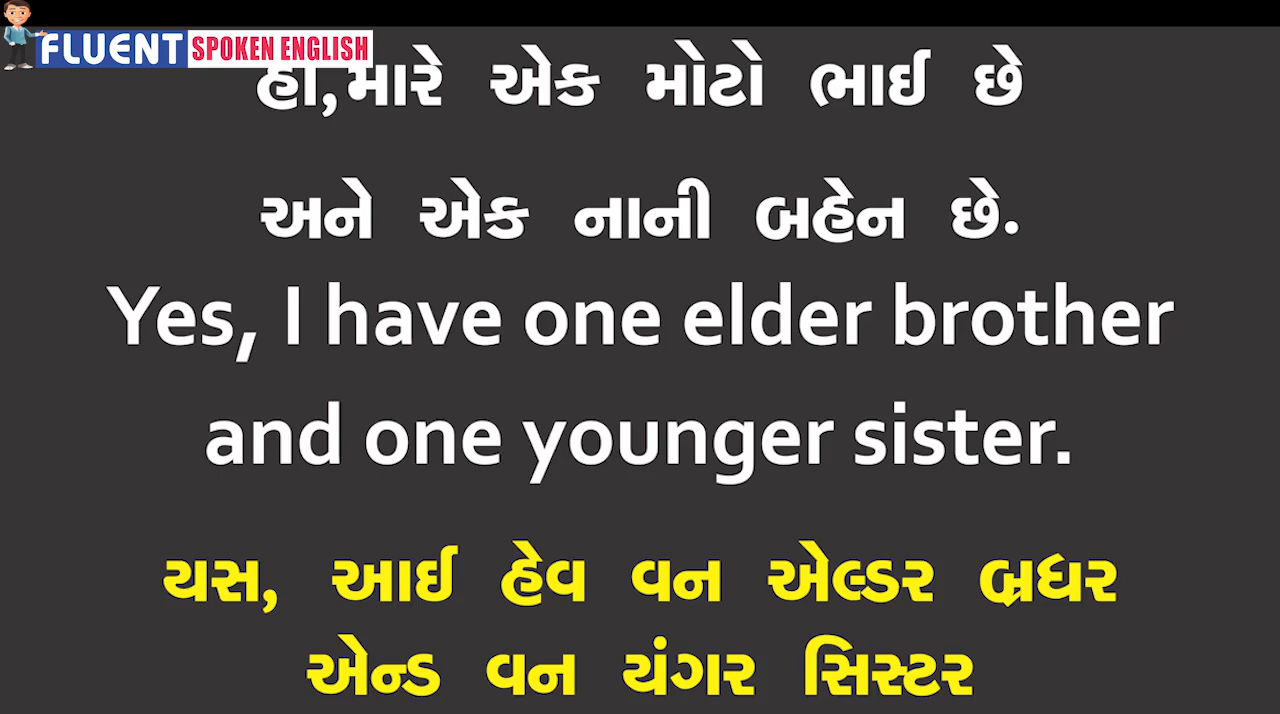 FLUENT SPOKEN ENGLISH
હા,મારે એક મોટો ભાઈ છે
અને એક નાની બહેન છે.
Yes, I have one elder brother
and one younger sister.
યસ, આઈ હેવ વન એલ્ડર બ્રધર
એન્ડ વન યંગર સિસ્ટર